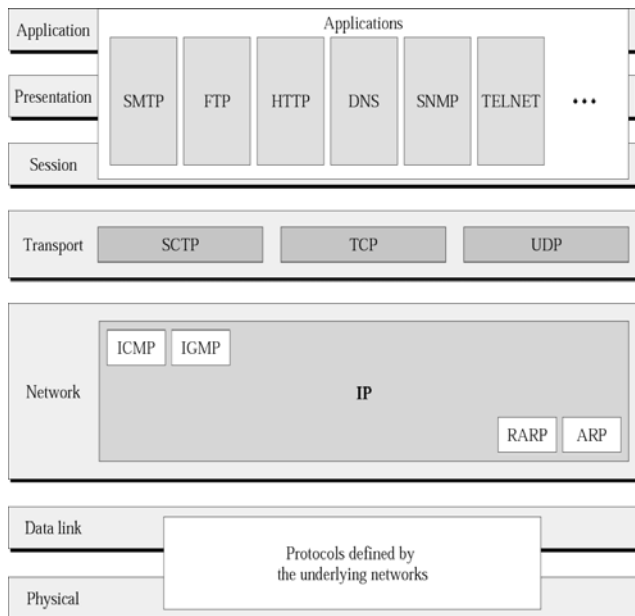 Application
Applications
Presentation
SMTP FTP HTTP DNS SNMP TELNET •••
Session
Transport
SCTP TCP UDP
ICMP IGMP
Network
IP
RARP ARP
Data link
Protocols defined by
the underlying networks
Physical